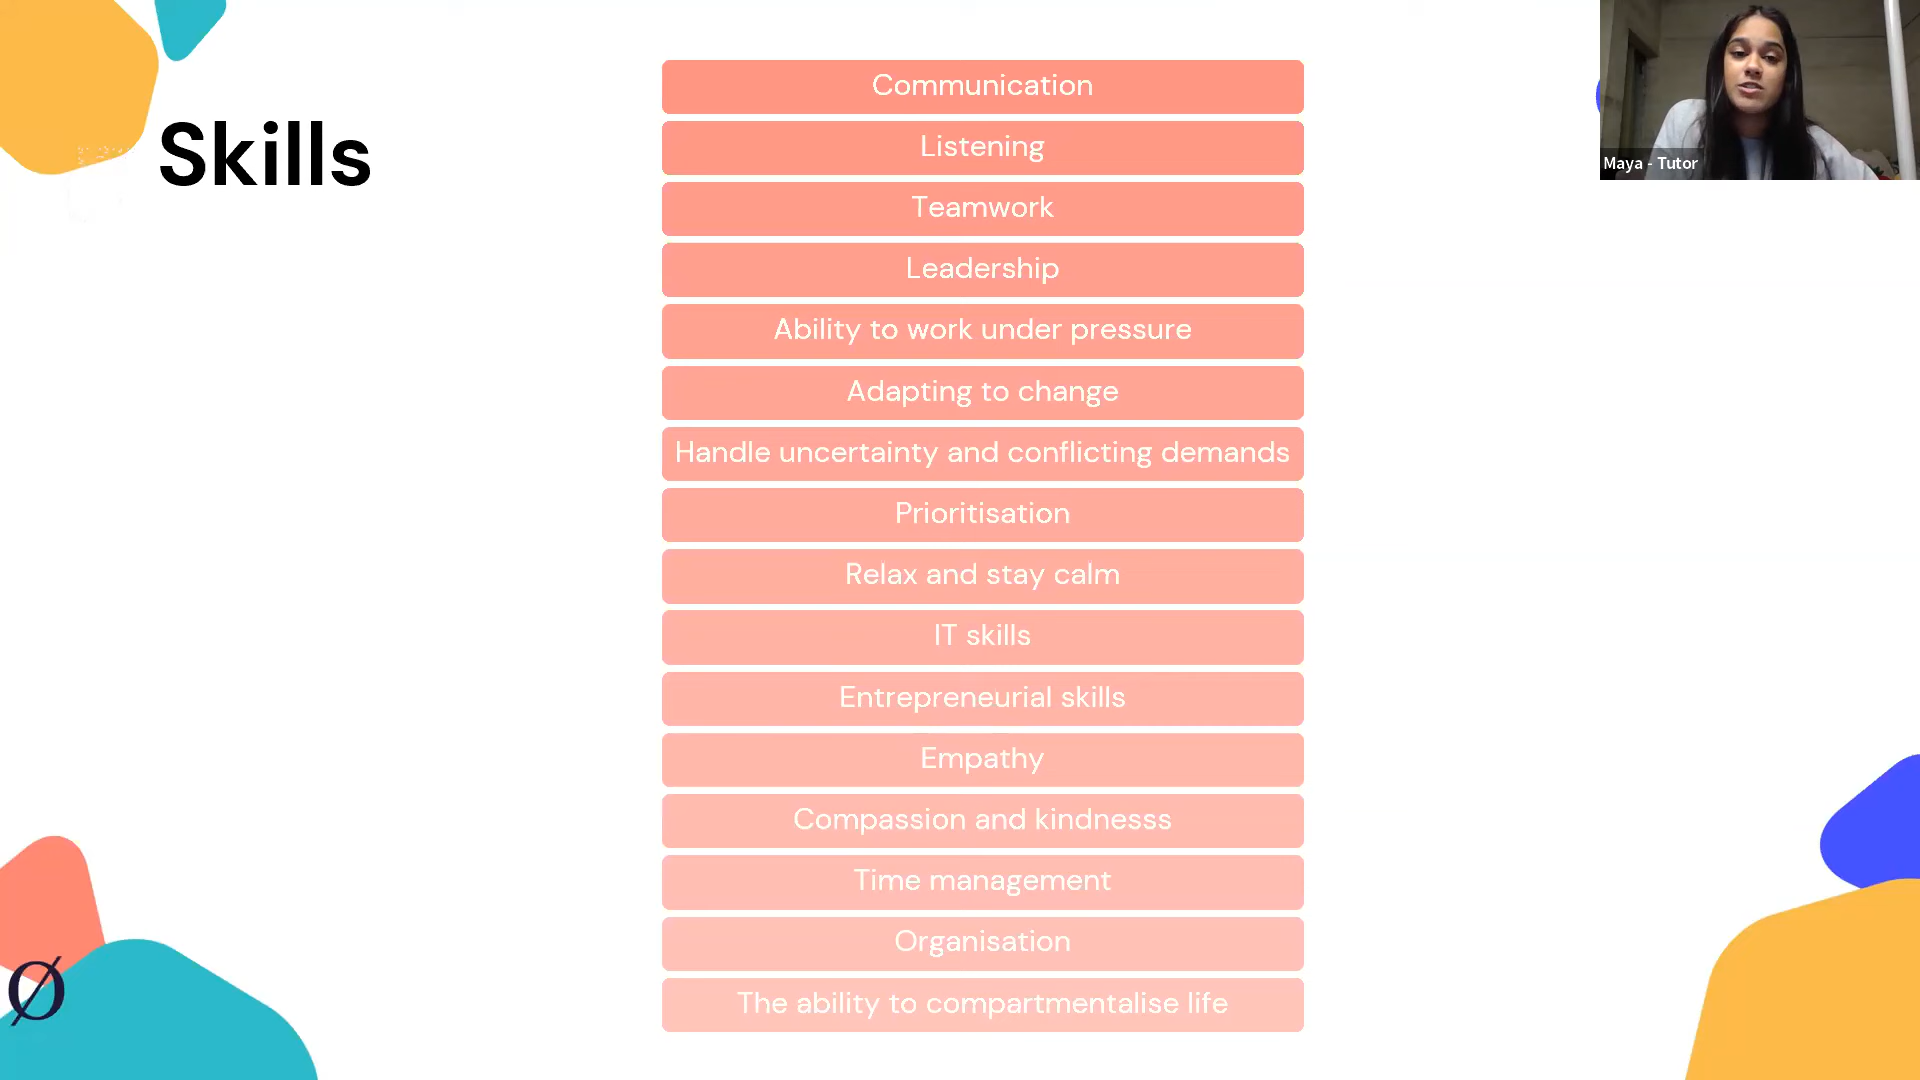 Skills
Communication
Listening
Teamwork
Leadership
Ability to work under pressure
Adapting to change
Handle uncertainty and conflicting demands
Prioritisation
Relax and stay calm
IT skills
Entrepreneurial skills
Empathy
Compassion and kindnesss
Time management
Organisation
The ability to compartmentalise life
Maya - Tutor
Ø